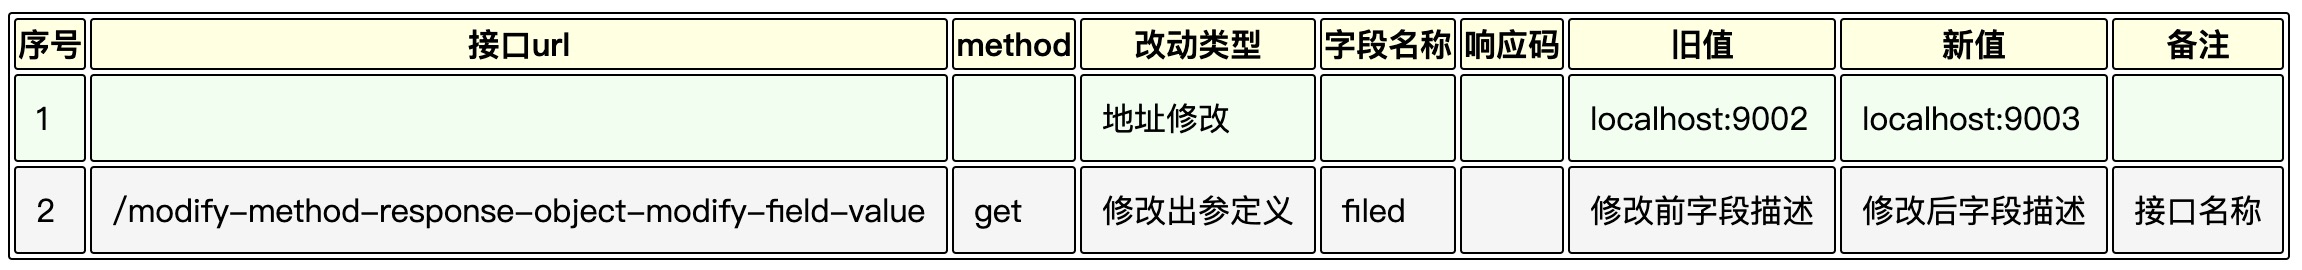 序号 接口url method 改动类型 字段名称 响应码 旧值 新值 备注
1 地址修改 localhost:9002 localhost:9003
2 /modify-method-response-object-modify-field-value get 修改出参定义 filed 修改前字段描述 修改后字段描述 接口名称